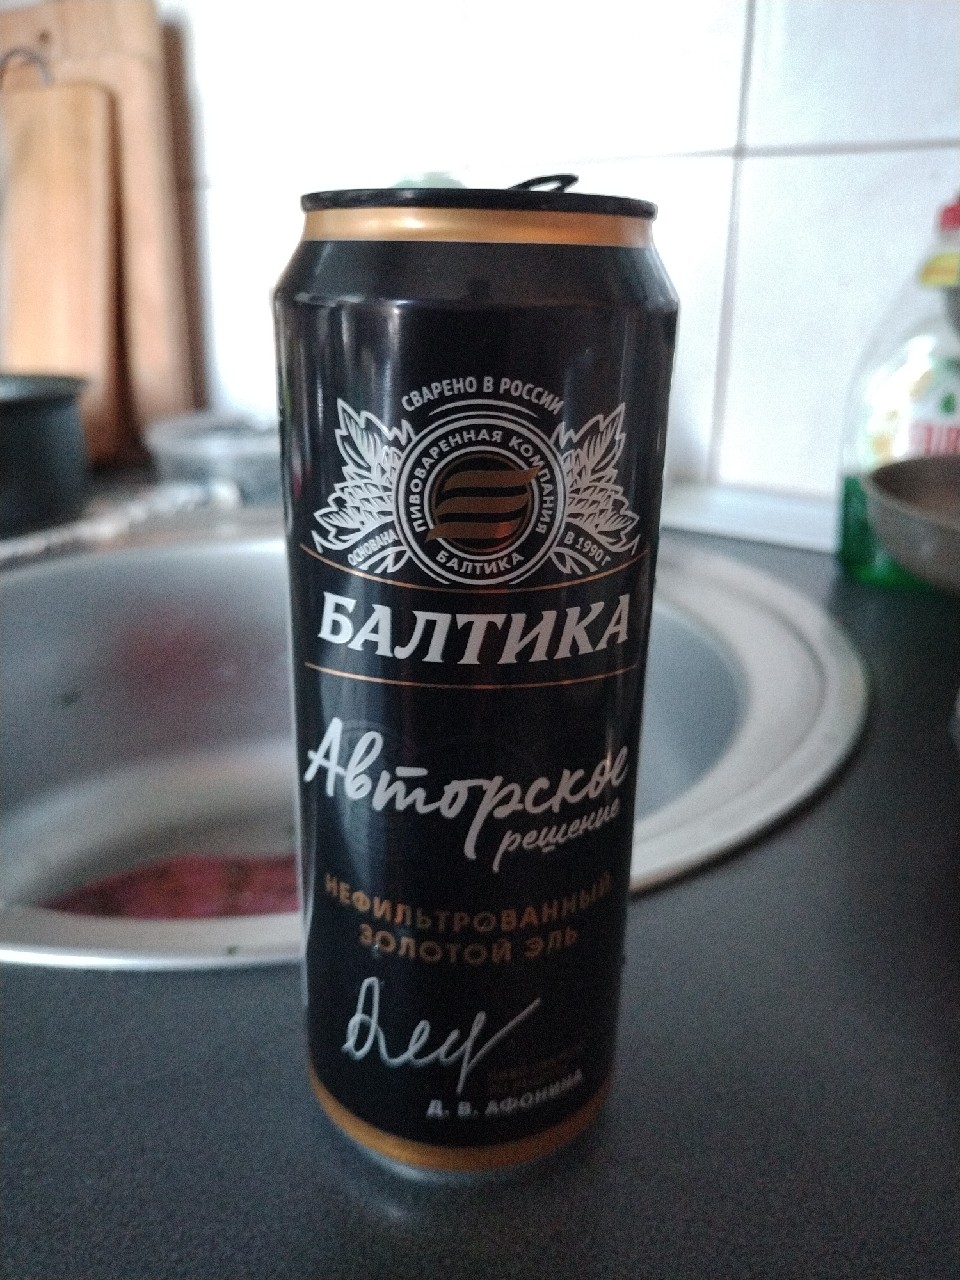 СВАРЕНО В РОССИИ
ПИВОВАРЕННАЯ КОМПАНИЯ
БАЛТИКА
ОСНОВАНА В 1990 Г
БАЛТИКА
Авторское
решение
НЕФИЛЬТРОВАННЫЙ
ЗОЛОТОЙ ЭЛЬ
Д. В. АФОНИНА